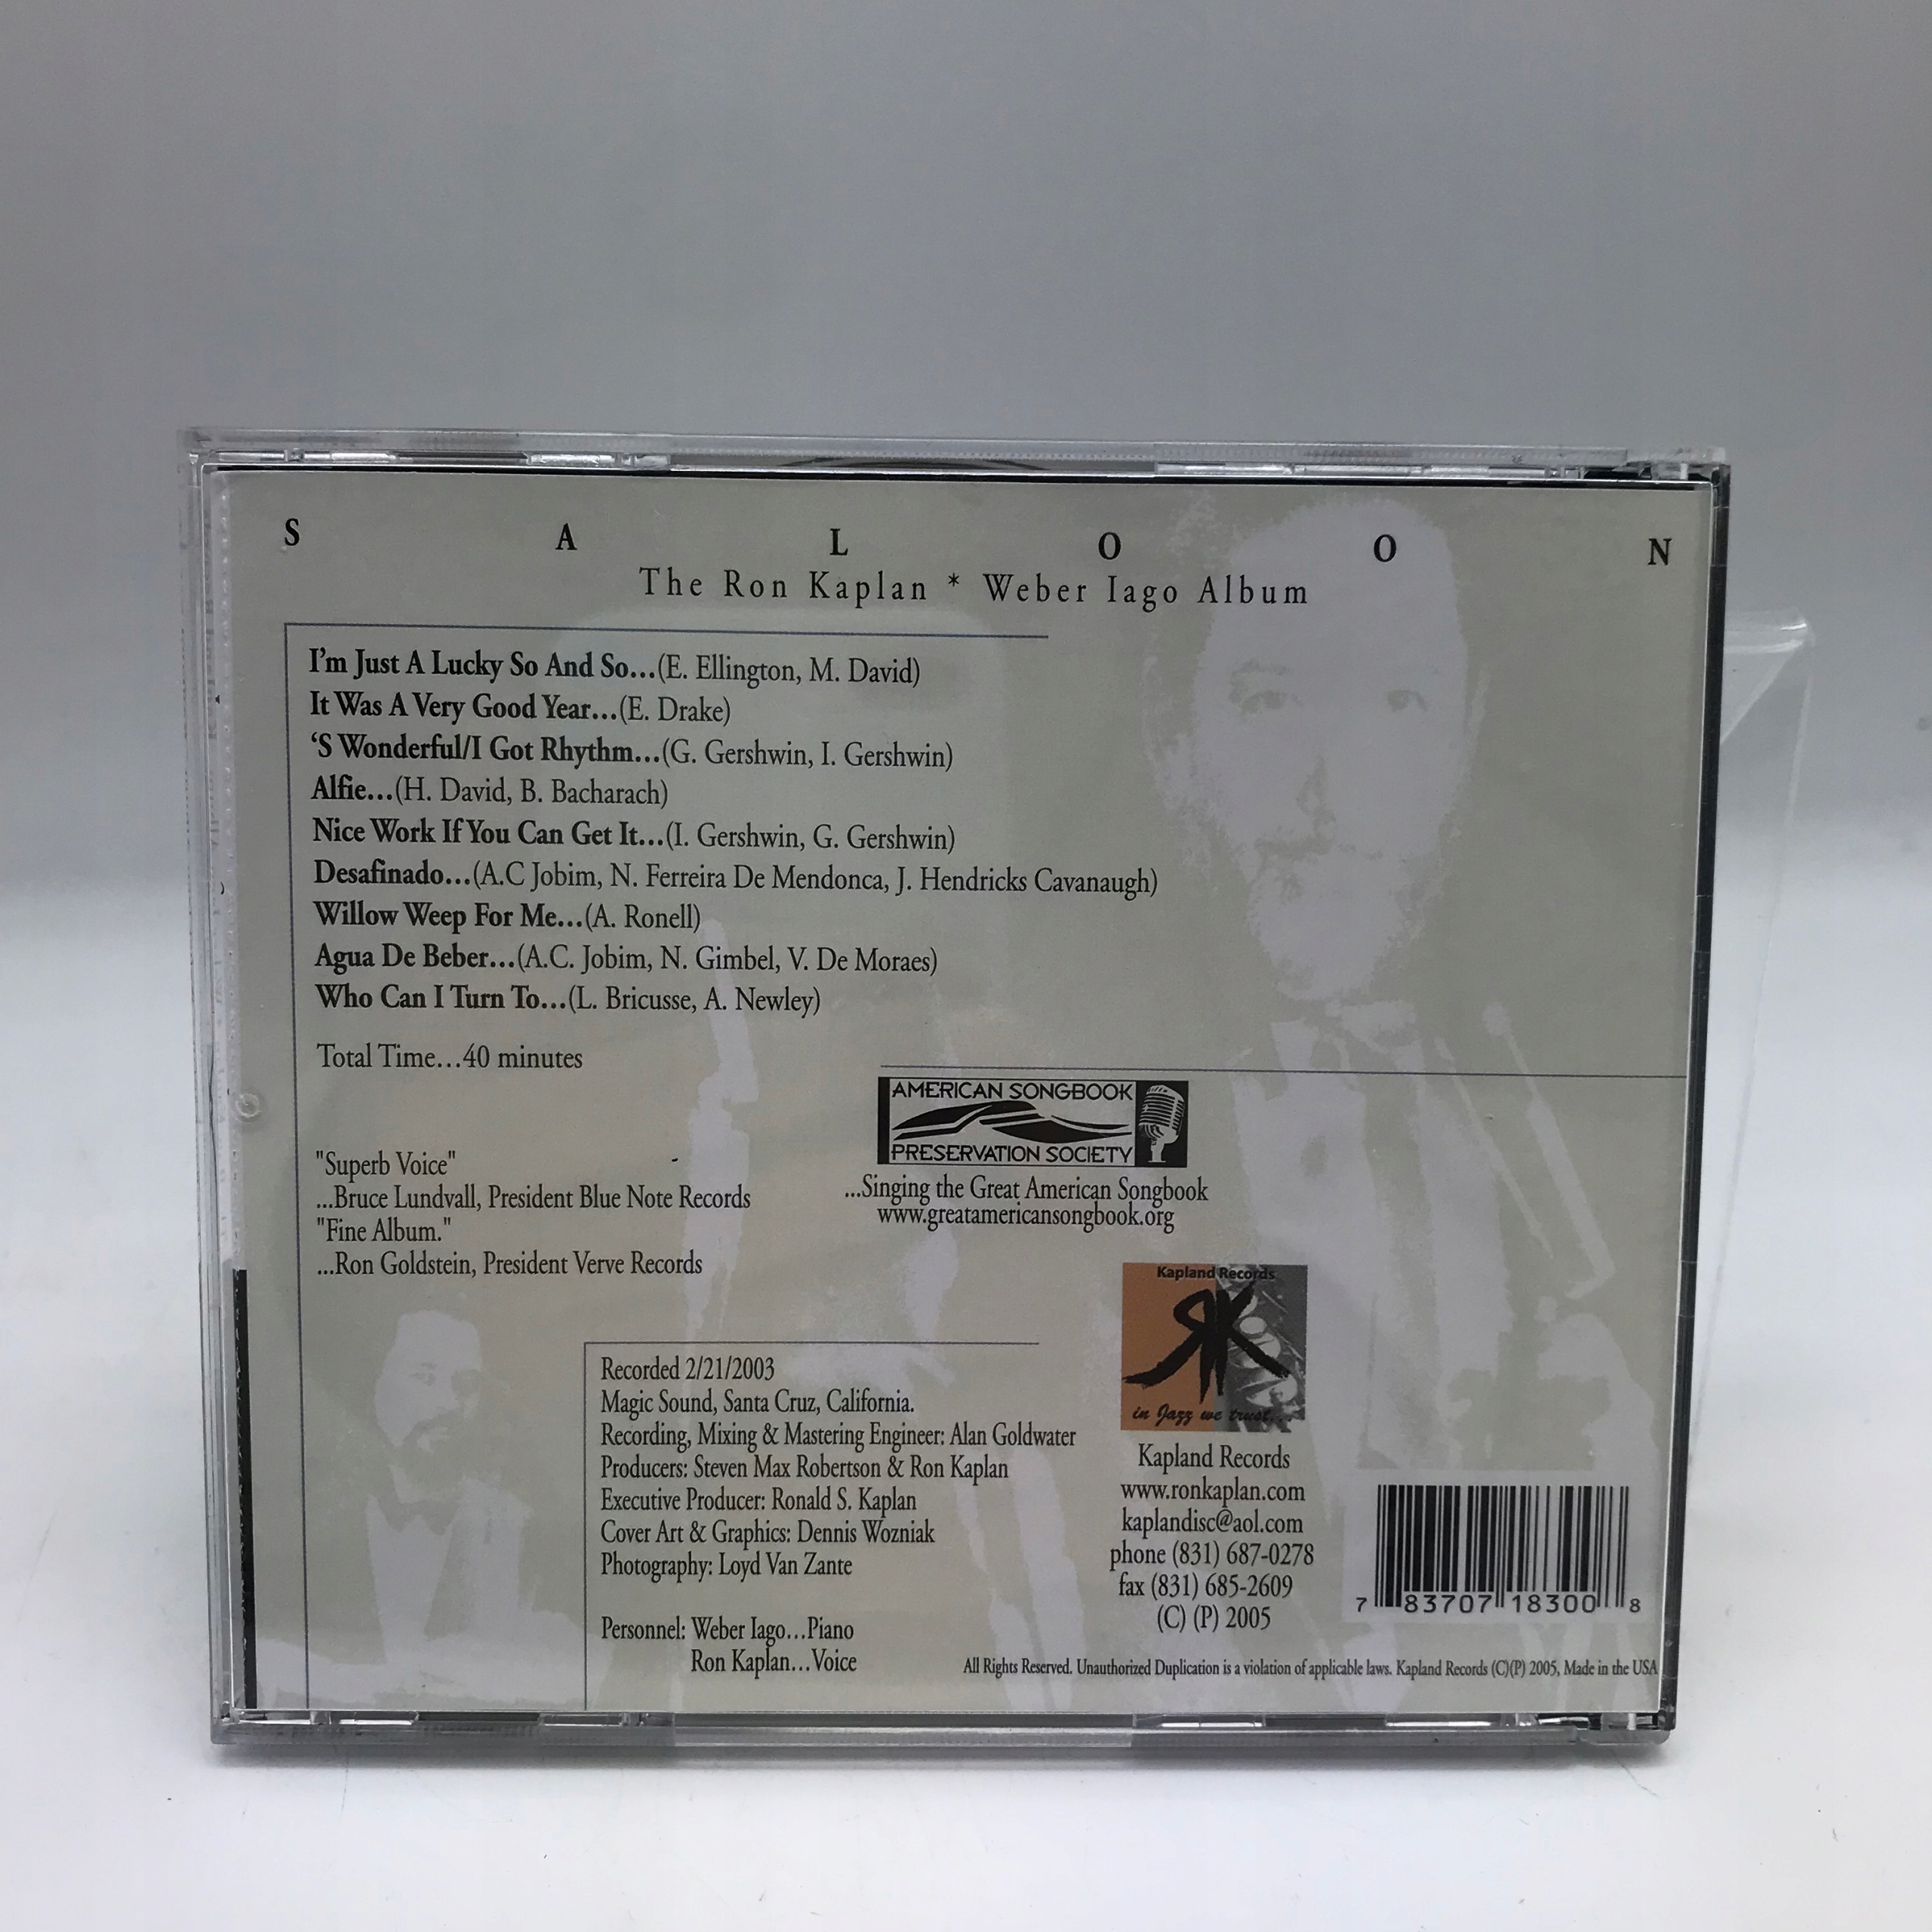 S A L O O N
The Ron Kaplan * Weber Iago Album
I'm Just A Lucky So And So...(E. Ellington, M. David)
It Was A Very Good Year...(E. Drake)
'S Wonderful/I Got Rhythm...(G. Gershwin, I. Gershwin)
Alfie...(H. David, B. Bacharach)
Nice Work If You Can Get It...(I. Gershwin, G. Gershwin)
Desafinado...(A.C Jobim, N. Ferreira De Mendonca, J. Hendricks Cavanaugh)
Willow Weep For Me...(A. Ronell)
Agua De Beber...(A.C. Jobim, N. Gimbel, V. De Moraes)
Who Can I Turn To...(L. Bricusse, A. Newley)
Total Time...40 minutes
"Superb Voice"
...Bruce Lundvall, President Blue Note Records
"Fine Album."
...Ron Goldstein, President Verve Records
AMERICAN SONGBOOK
PRESERVATION SOCIETY
...Singing the Great American Songbook
www.greatamericansongbook.org
Recorded 2/21/2003
Magic Sound, Santa Cruz, California.
Recording, Mixing & Mastering Engineer: Alan Goldwater
Producers: Steven Max Robertson & Ron Kaplan
Executive Producer: Ronald S. Kaplan
Cover Art & Graphics: Dennis Wozniak
Photography: Loyd Van Zante
Personnel: Weber Iago...Piano
Ron Kaplan...Voice
Kapland Records
RK
in Jazz we trust...
Kapland Records
www.ronkaplan.com
kaplandisc@aol.com
phone (831) 687-0278
fax (831) 685-2609
(C) (P) 2005
7 83707 18300 8
All Rights Reserved. Unauthorized Duplication is a violation of applicable laws. Kapland Records (C)(P) 2005, Made in the USA